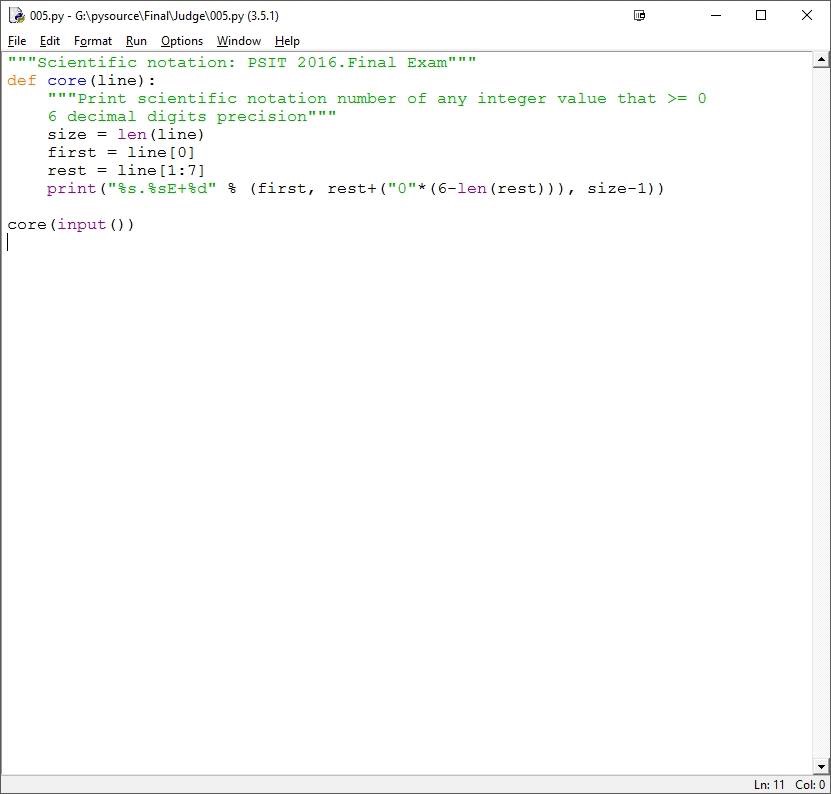 005.py - G:\pysource\Final\Judge\005.py (3.5.1)
File Edit Format Run Options Window Help
"""Scientific notation: PSIT 2016.Final Exam"""
def core(line):
    """Print scientific notation number of any integer value that >= 0
    6 decimal digits precision"""
    size = len(line)
    first = line[0]
    rest = line[1:7]
    print("%s.%sE+%d" % (first, rest+("0"*(6-len(rest))), size-1))

core(input())
Ln: 11 Col: 0